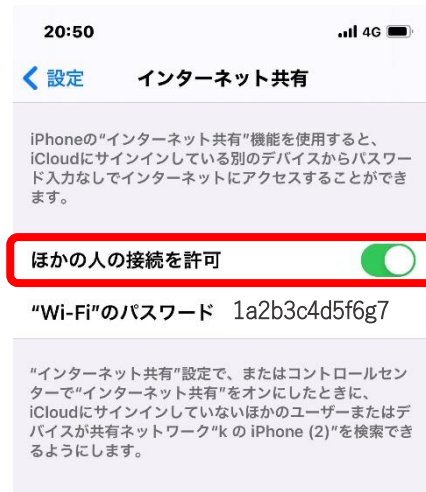 20:50 4G
設定 インターネット共有
iPhoneの“インターネット共有”機能を使用すると、
iCloudにサインインしている別のデバイスからパスワー
ド入力なしでインターネットにアクセスすることができ
ます。
ほかの人の接続を許可
“Wi-Fi”のパスワード 1a2b3c4d5f6g7
“インターネット共有”設定で、またはコントロールセン
ターで“インターネット共有”をオンにしたときに、
iCloudにサインインしていないほかのユーザーまたはデ
バイスが共有ネットワーク“k の iPhone (2)”を検索でき
るようにします。